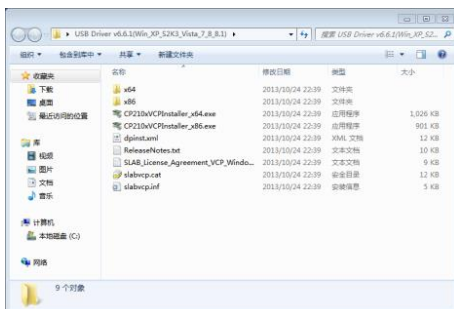 USB Driver v6.6.1(Win_XP_S2K3_Vista_7_8_8.1)
搜索 USB Driver v6.6.1(Win_XP_S2...
组织 包含到库中 共享 新建文件夹
名称 修改日期 类型 大小
收藏夹
下载
桌面
最近访问的位置
库
视频
图片
文档
音乐
计算机
本地磁盘 (C:)
网络
x64 2013/10/24 22:39 文件夹
x86 2013/10/24 22:39 文件夹
CP210xVCPInstaller_x64.exe 2013/10/24 22:39 应用程序 1,026 KB
CP210xVCPInstaller_x86.exe 2013/10/24 22:39 应用程序 901 KB
dpinst.xml 2013/10/24 22:39 XML 文档 12 KB
ReleaseNotes.txt 2013/10/24 22:39 文本文档 10 KB
SLAB_License_Agreement_VCP_Windo... 2013/10/24 22:39 文本文档 9 KB
slabvcp.cat 2013/10/24 22:39 安全目录 12 KB
slabvcp.inf 2013/10/24 22:39 安装信息 5 KB
9 个对象